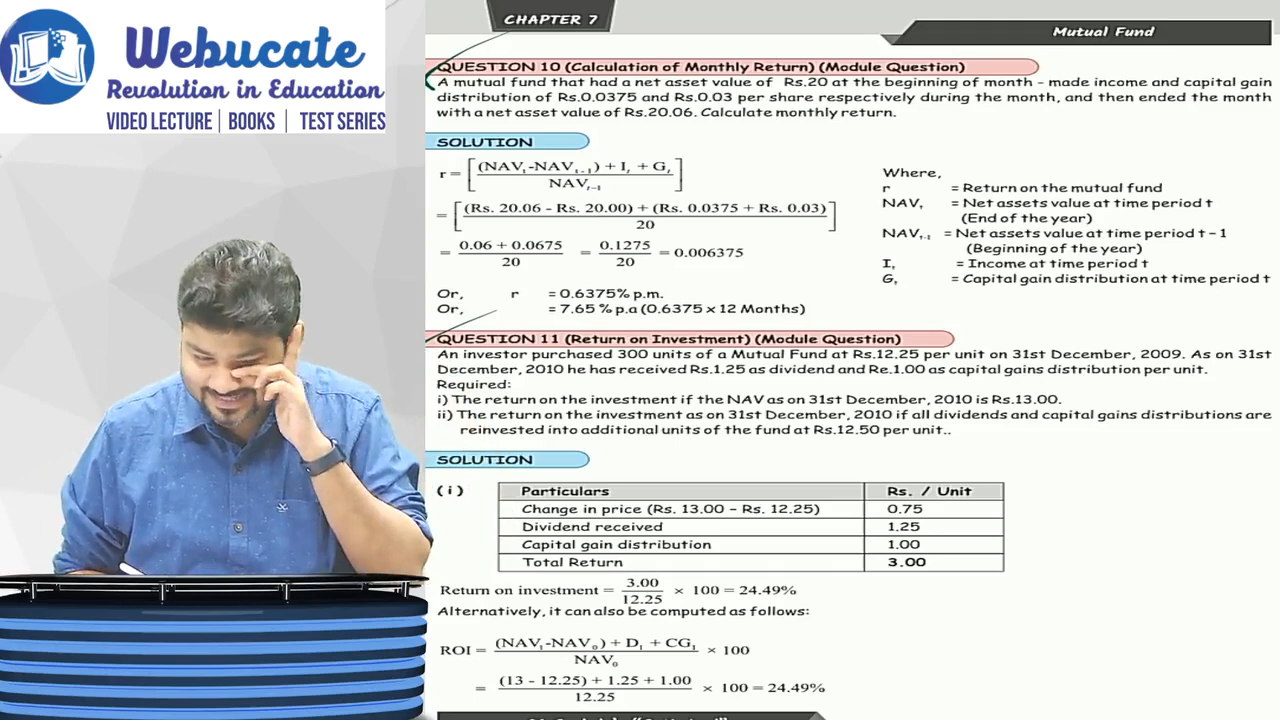 Webucate
Revolution in Education
VIDEO LECTURE | BOOKS | TEST SERIES
CHAPTER 7
Mutual Fund
QUESTION 10 (Calculation of Monthly Return) (Module Question)
A mutual fund that had a net asset value of Rs.20 at the beginning of month - made income and capital gain
distribution of Rs.0.0375 and Rs.0.03 per share respectively during the month, and then ended the month
with a net asset value of Rs.20.06. Calculate monthly return.
SOLUTION
r = [(NAVt-NAVt-1) + It + Gt / NAVt-1]
= [(Rs. 20.06 - Rs. 20.00) + (Rs. 0.0375 + Rs. 0.03) / 20]
= 0.06 + 0.0675 / 20 = 0.1275 / 20 = 0.006375
Or, r = 0.6375% p.m.
Or, = 7.65 % p.a (0.6375 x 12 Months)
Where,
r = Return on the mutual fund
NAVt = Net assets value at time period t
(End of the year)
NAVt-1 = Net assets value at time period t - 1
(Beginning of the year)
It = Income at time period t
Gt = Capital gain distribution at time period t
QUESTION 11 (Return on Investment) (Module Question)
An investor purchased 300 units of a Mutual Fund at Rs.12.25 per unit on 31st December, 2009. As on 31st
December, 2010 he has received Rs.1.25 as dividend and Re.1.00 as capital gains distribution per unit.
Required:
i) The return on the investment if the NAV as on 31st December, 2010 is Rs.13.00.
ii) The return on the investment as on 31st December, 2010 if all dividends and capital gains distributions are
reinvested into additional units of the fund at Rs.12.50 per unit..
SOLUTION
(i)
Particulars Rs. / Unit
Change in price (Rs. 13.00 – Rs. 12.25) 0.75
Dividend received 1.25
Capital gain distribution 1.00
Total Return 3.00
Return on investment = 3.00 / 12.25 × 100 = 24.49%
Alternatively, it can also be computed as follows:
ROI = (NAV1-NAV0) + D1 + CG1 / NAV0 × 100
= (13 - 12.25) + 1.25 + 1.00 / 12.25 × 100 = 24.49%